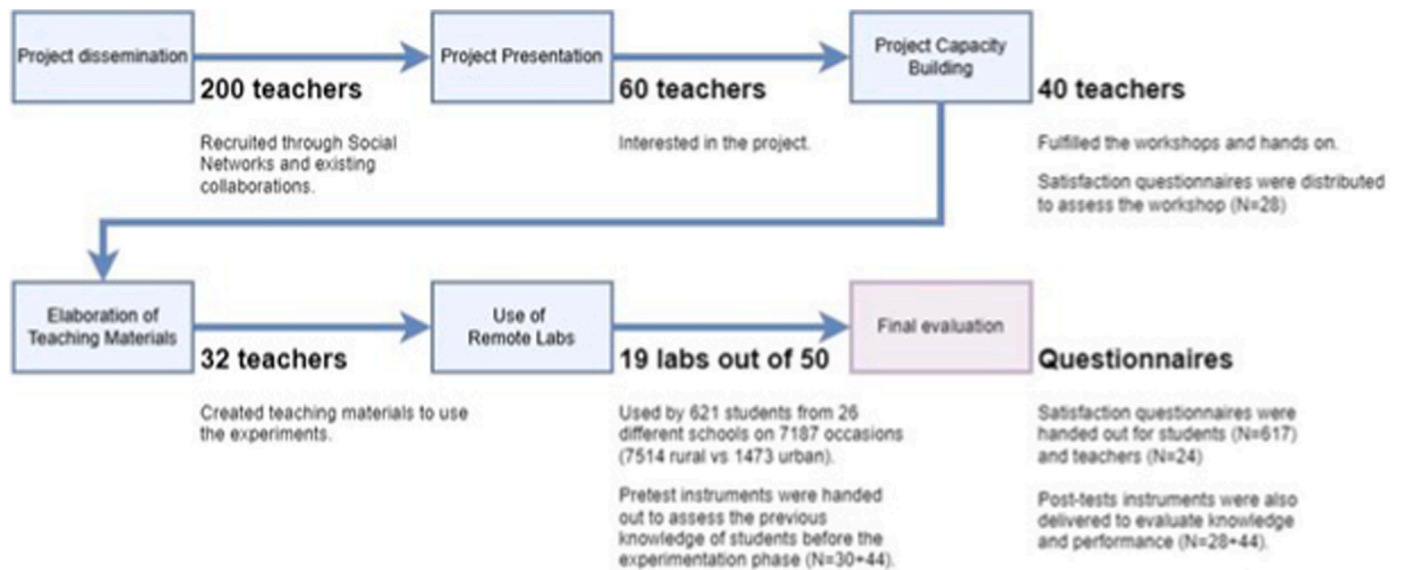 Project dissemination
200 teachers
Recruited through Social
Networks and existing
collaborations.
Project Presentation
60 teachers
Interested in the project.
Project Capacity
Building
40 teachers
Fulfilled the workshops and hands on.
Satisfaction questionnaires were distributed
to assess the workshop (N=28)
Elaboration of
Teaching Materials
32 teachers
Created teaching materials to use
the experiments.
Use of
Remote Labs
19 labs out of 50
Used by 621 students from 26
different schools on 7187 occasions
(7514 rural vs 1473 urban).
Pretest instruments were handed
out to assess the previous
knowledge of students before the
experimentation phase (N=30+44).
Final evaluation
Questionnaires
Satisfaction questionnaires were
handed out for students (N=617)
and teachers (N=24)
Post-tests instruments were also
delivered to evaluate knowledge
and performance (N=28+44).